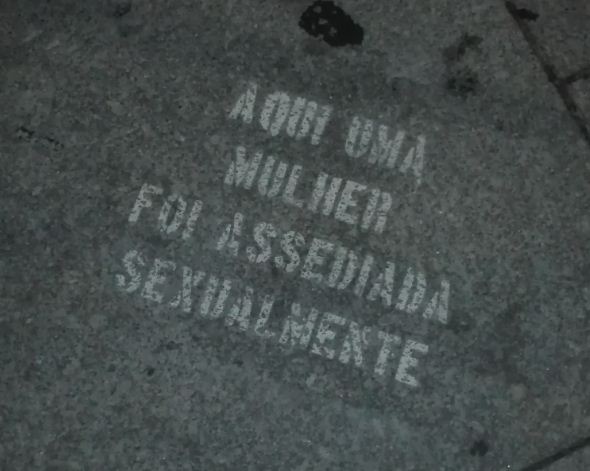 AQUI UMA
MULHER
FOI ASSEDIADA
SEXUALMENTE